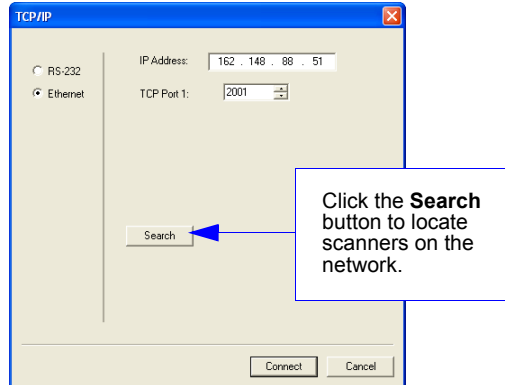 TCP/IP
RS-232
Ethernet
IP Address: 162 . 148 . 88 . 51
TCP Port 1: 2001
Search
Click the Search
button to locate
scanners on the
network.
Connect Cancel